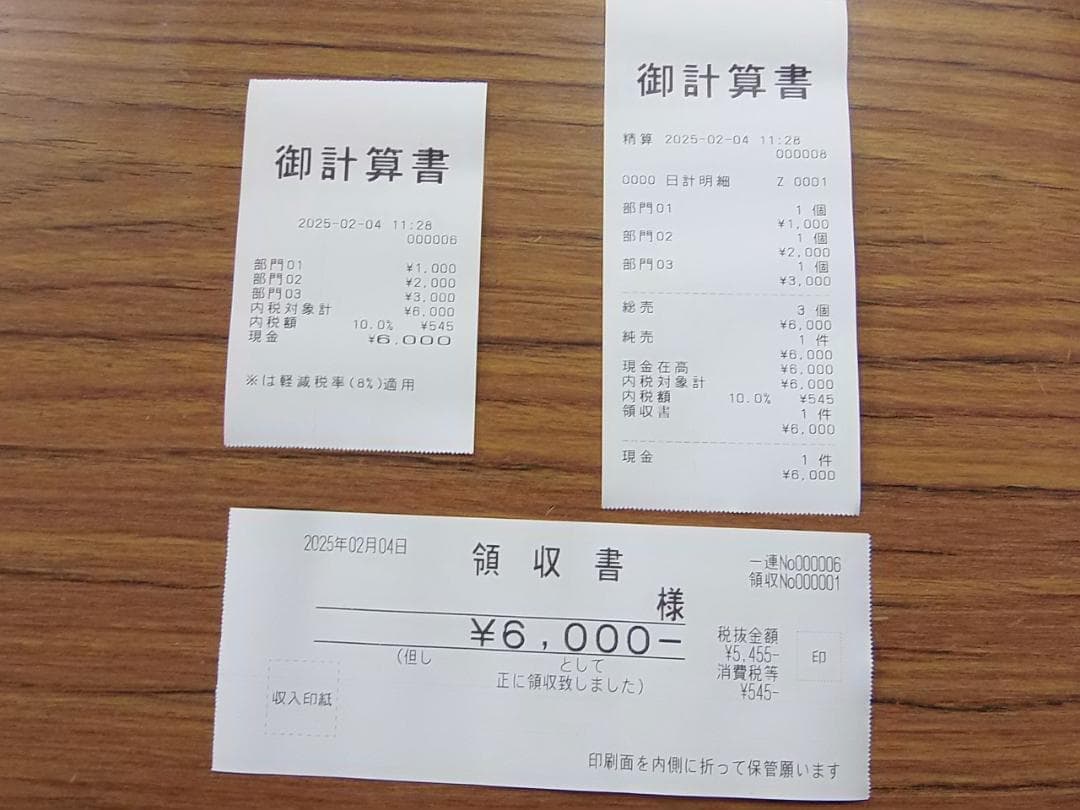 御計算書
2025-02-04 11:28
000006
部門01 ¥1,000
部門02 ¥2,000
部門03 ¥3,000
内税対象計 ¥6,000
内税額 10.0% ¥545
現金 ¥6,000
※は軽減税率(8%)適用
御計算書
精算 2025-02-04 11:28
000008
0000 日計明細 Z 0001
部門01 1 個
¥1,000
部門02 1 個
¥2,000
部門03 1 個
¥3,000
総売 3 個
¥6,000
純売 1 件
¥6,000
現金在高 ¥6,000
内税対象計 ¥6,000
内税額 10.0% ¥545
領収書 1 件
¥6,000
現金 1 件
¥6,000
2025年02月04日
領収書
一連No000006
領収No000001
様
¥6,000-
(但し として
正に領収致しました)
税抜金額
¥5,455-
消費税等
¥545-
印
収入印紙
印刷面を内側に折って保管願います